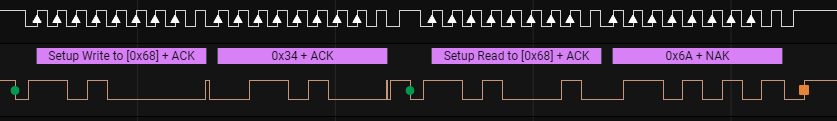 Setup Write to [0x68] + ACK
0x34 + ACK
Setup Read to [0x68] + ACK
0x6A + NAK